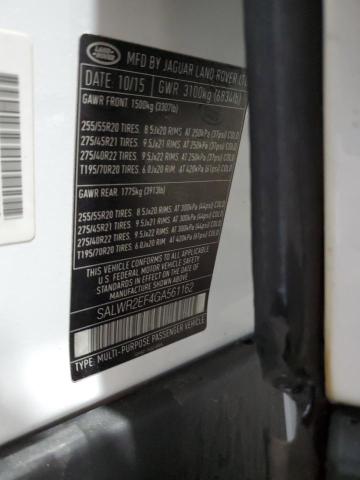 LAND ROVER
MFD BY JAGUAR LAND ROVER LTD
DATE: 10/15 GWR 3100kg (6834lb)
GAWR FRONT 1500kg (3307lb)
255/55R20 TIRES. 8.5Jx20 RIMS AT 250kPa (37psi) COLD
275/45R21 TIRES. 9.5Jx21 RIMS AT 250kPa (37psi) COLD
275/40R22 TIRES. 9.5Jx22 RIMS AT 250kPa (37psi) COLD
T195/70R20 TIRES. 6.0Jx20 RIMS AT 420kPa (61psi) COLD
GAWR REAR 1775kg (3913lb)
255/55R20 TIRES. 8.5Jx20 RIMS AT 300kPa (44psi) COLD
275/45R21 TIRES. 9.5Jx21 RIMS AT 300kPa (44psi) COLD
275/40R22 TIRES. 9.5Jx22 RIMS AT 300kPa (44psi) COLD
T195/70R20 TIRES. 6.0Jx20 RIMS AT 420kPa (61psi) COLD
THIS VEHICLE CONFORMS TO ALL APPLICABLE
U.S FEDERAL MOTOR VEHICLE SAFETY STANDARDS
IN EFFECT ON THE DATE OF MANUFACTURE SHOWN ABOVE
SALWR2EF4GA561162
TYPE: MULTI-PURPOSE PASSENGER VEHICLE